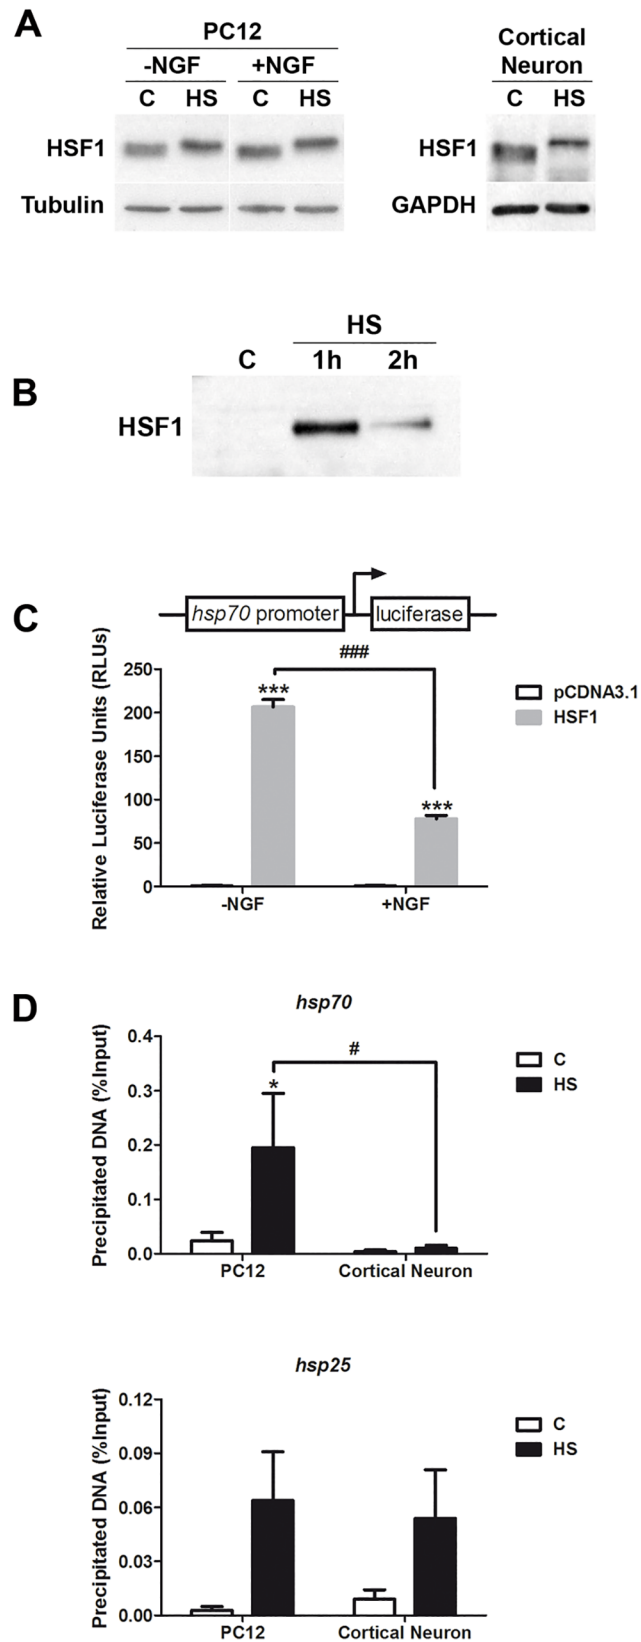 A
PC12
-NGF +NGF
C HS C HS
HSF1
Tubulin
Cortical
Neuron
C HS
HSF1
GAPDH
B
HS
C 1h 2h
HSF1
C
hsp70 promoter luciferase
Relative Luciferase Units (RLUs)
250
200
150
100
50
0
***
###
***
-NGF +NGF
pCDNA3.1
HSF1
D
hsp70
Precipitated DNA (%Input)
0.4
0.3
0.2
0.1
0.0
*
#
PC12 Cortical Neuron
C
HS
hsp25
Precipitated DNA (%Input)
0.12
0.09
0.06
0.03
0.00
PC12 Cortical Neuron
C
HS